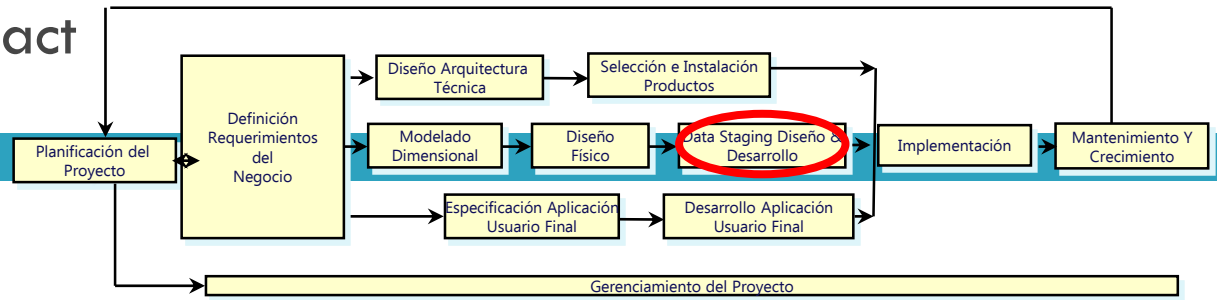 act
Diseño Arquitectura
Técnica
Selección e Instalación
Productos
Definición
Requerimientos
del
Negocio
Planificación del
Proyecto
Modelado
Dimensional
Diseño
Físico
Data Staging Diseño &
Desarrollo
Implementación
Mantenimiento Y
Crecimiento
Especificación Aplicación
Usuario Final
Desarrollo Aplicación
Usuario Final
Gerenciamiento del Proyecto